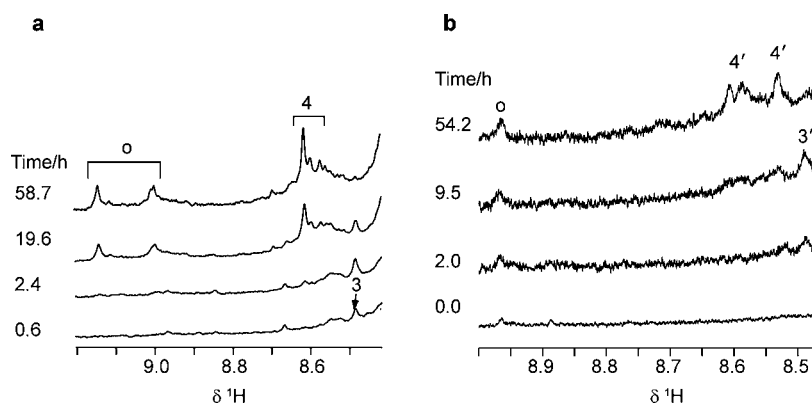 a
o
4
Time/h
58.7
19.6
2.4
3
0.6
9.0 8.8 8.6
δ ¹H
b
4′ 4′
Time/h
o
54.2
3′
9.5
2.0
0.0
8.9 8.8 8.7 8.6 8.5
δ ¹H